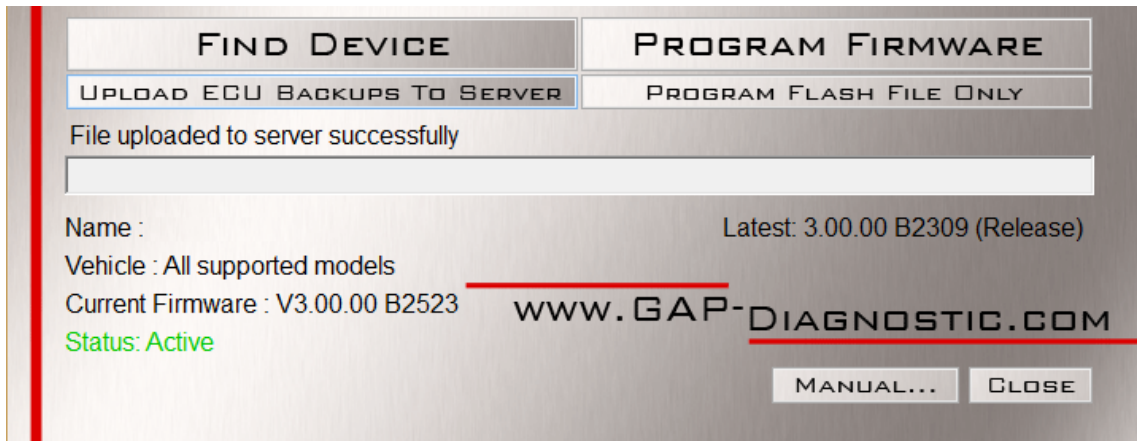 FIND DEVICE
PROGRAM FIRMWARE
UPLOAD ECU BACKUPS TO SERVER
PROGRAM FLASH FILE ONLY
File uploaded to server successfully
Name :
Latest: 3.00.00 B2309 (Release)
Vehicle : All supported models
Current Firmware : V3.00.00 B2523
www.GAP-DIAGNOSTIC.COM
Status: Active
MANUAL...
CLOSE